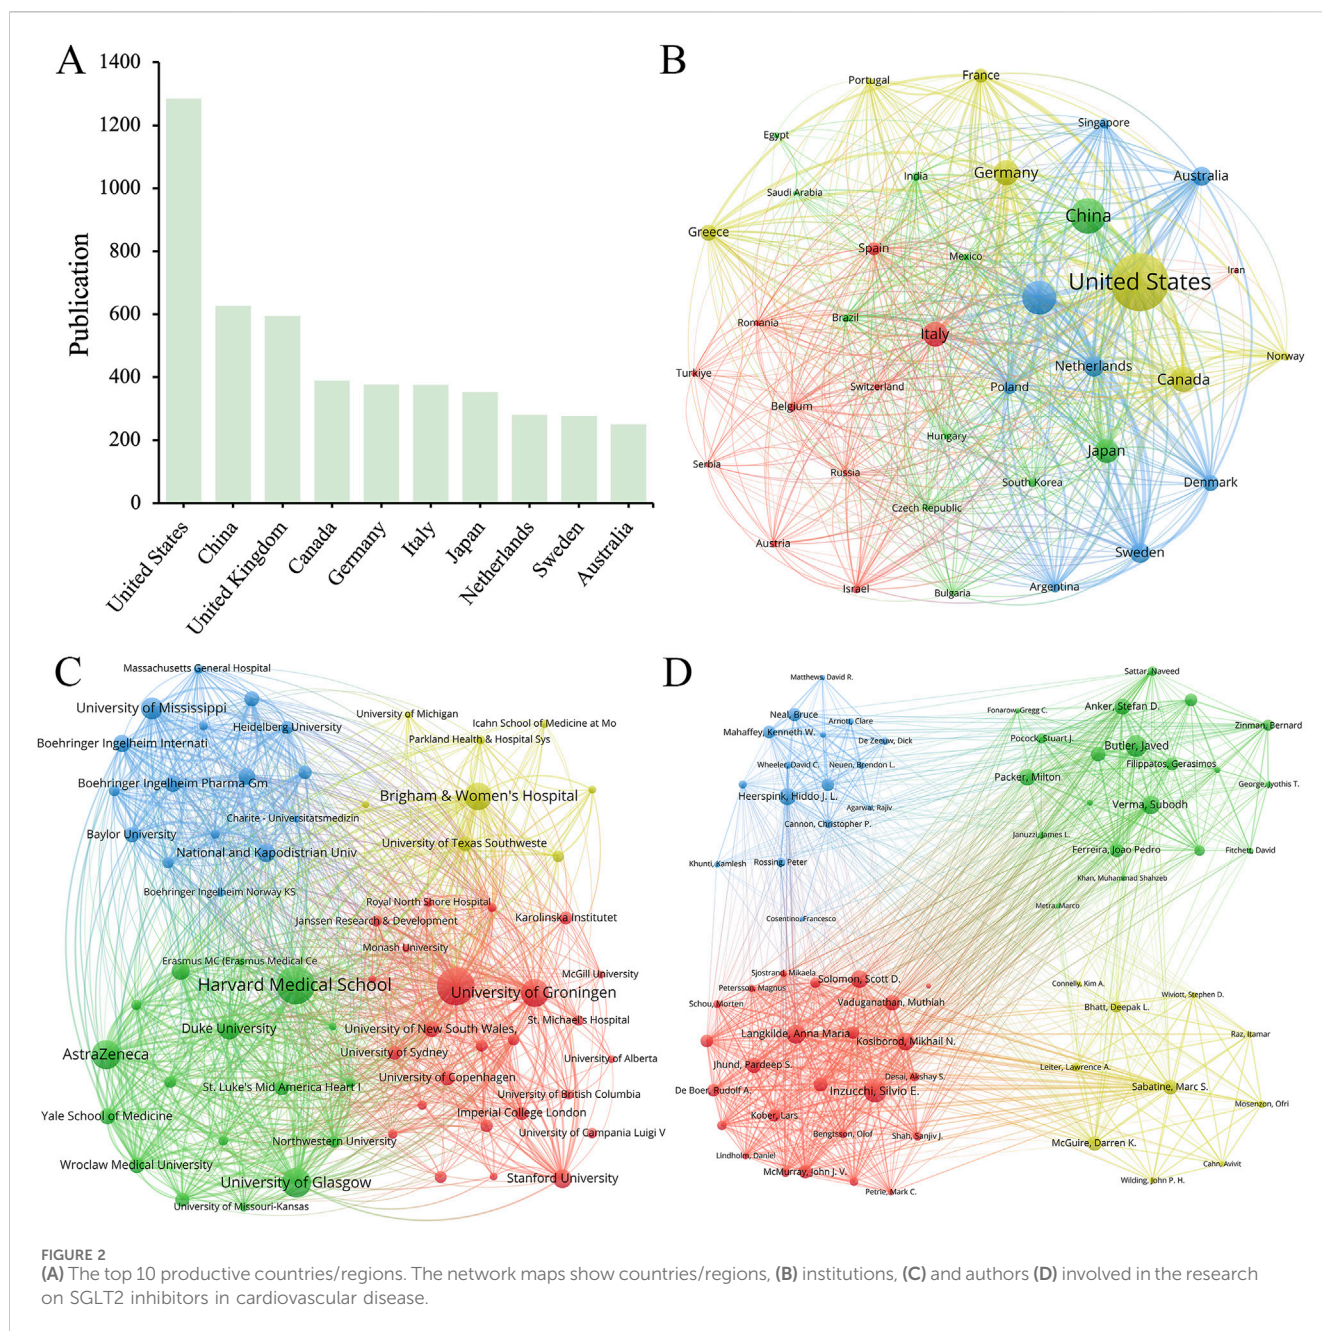 A
1400
1200
1000
800
600
400
200
0
Publication
United States
China
United Kingdom
Canada
Germany
Italy
Japan
Netherlands
Sweden
Australia
B
Portugal
France
Egypt
Singapore
Saudi Arabia
India
Germany
Australia
China
Greece
Spain
Mexico
United States
Iran
Romania
Brazil
Italy
Norway
Turkiye
Switzerland
Poland
Netherlands
Canada
Belgium
Hungary
Japan
Serbia
Russia
South Korea
Denmark
Czech Republic
Austria
Sweden
Israel
Bulgaria
Argentina
C
Massachusetts General Hospital
University of Mississippi
University of Michigan
Icahn School of Medicine at Mo
Heidelberg University
Parkland Health & Hospital Sys
Boehringer Ingelheim Internati
Boehringer Ingelheim Pharma Gm
Brigham & Women's Hospital
Charite - Universitatsmedizin
Baylor University
University of Texas Southweste
National and Kapodistrian Univ
Boehringer Ingelheim Norway KS
Royal North Shore Hospital
Janssen Research & Development
Karolinska Institutet
Monash University
Erasmus MC (Erasmus Medical Ce
McGill University
Harvard Medical School
University of Groningen
Duke University
University of New South Wales,
St. Michael's Hospital
AstraZeneca
University of Sydney
University of Alberta
University of Copenhagen
St. Luke's Mid America Heart I
University of British Columbia
Yale School of Medicine
Imperial College London
University of Campania Luigi V
Northwestern University
Wroclaw Medical University
University of Glasgow
Stanford University
University of Missouri-Kansas
D
Matthews, David R.
Sattar, Naveed
Neal, Bruce
Arnott, Clare
Fonarow, Gregg C.
Anker, Stefan D.
Mahaffey, Kenneth W.
De Zeeuw, Dick
Pocock, Stuart J.
Butler, Javed
Zinman, Bernard
Wheeler, David C.
Neuen, Brendon L.
Packer, Milton
Filippatos, Gerasimos
George, Jyothis T.
Heerspink, Hiddo J. L.
Agarwal, Rajiv
Verma, Subodh
Cannon, Christopher P.
Januzzi, James L.
Ferreira, Joao Pedro
Fitchett, David
Khunti, Kamlesh
Rossing, Peter
Khan, Muhammad Shahzeb
Metra, Marco
Cosentino, Francesco
Sjostrand, Mikaela
Solomon, Scott D.
Petersson, Magnus
Connelly, Kim A.
Wiviott, Stephen D.
Schou, Morten
Vaduganathan, Muthiah
Bhatt, Deepak L.
Langkilde, Anna Maria
Kosiborod, Mikhail N.
Raz, Itamar
Jhund, Pardeep S.
Leiter, Lawrence A.
Desai, Akshay S.
De Boer, Rudolf A.
Inzucchi, Silvio E.
Sabatine, Marc S.
Mosenzon, Ofri
Kober, Lars
Bengtsson, Olof
Shah, Sanjiv J.
McGuire, Darren K.
Lindholm, Daniel
McMurray, John J. V.
Cahn, Avivit
Petrie, Mark C.
Wilding, John P. H.
FIGURE 2
(A) The top 10 productive countries/regions. The network maps show countries/regions, (B) institutions, (C) and authors (D) involved in the research
on SGLT2 inhibitors in cardiovascular disease.